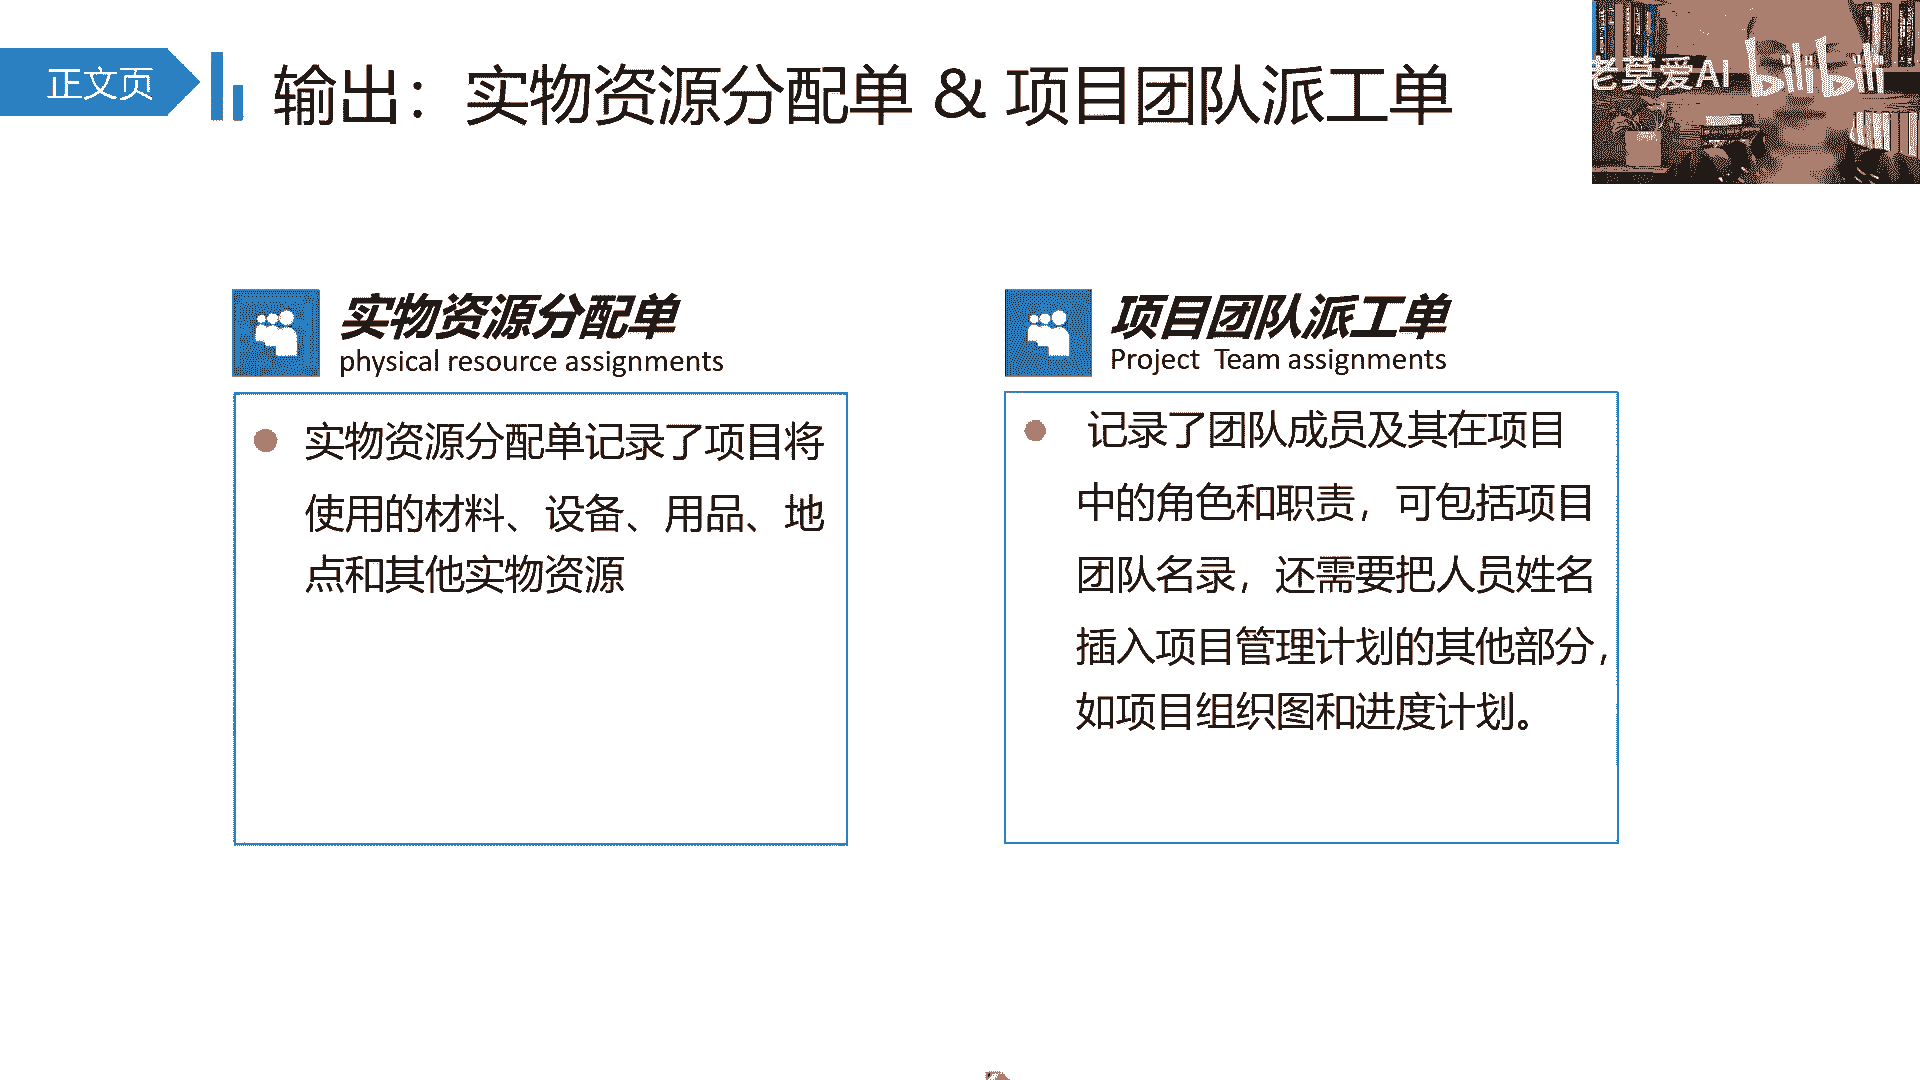 正文页
输出：实物资源分配单 & 项目团队派工单
老莫爱AI
bilibili
实物资源分配单
physical resource assignments
实物资源分配单记录了项目将
使用的材料、设备、用品、地
点和其他实物资源
项目团队派工单
Project Team assignments
记录了团队成员及其在项目
中的角色和职责，可包括项目
团队名录，还需要把人员姓名
插入项目管理计划的其他部分，
如项目组织图和进度计划。